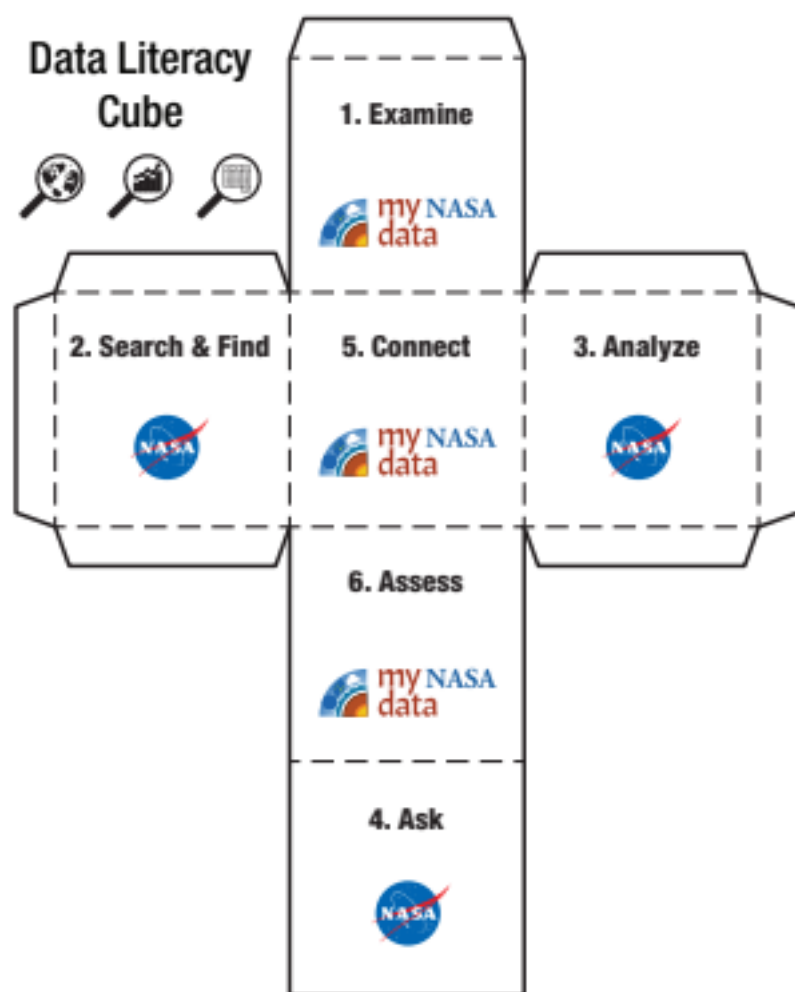 Data Literacy
Cube
1. Examine
my NASA
data
2. Search & Find
5. Connect
3. Analyze
NASA
my NASA
data
NASA
6. Assess
my NASA
data
4. Ask
NASA